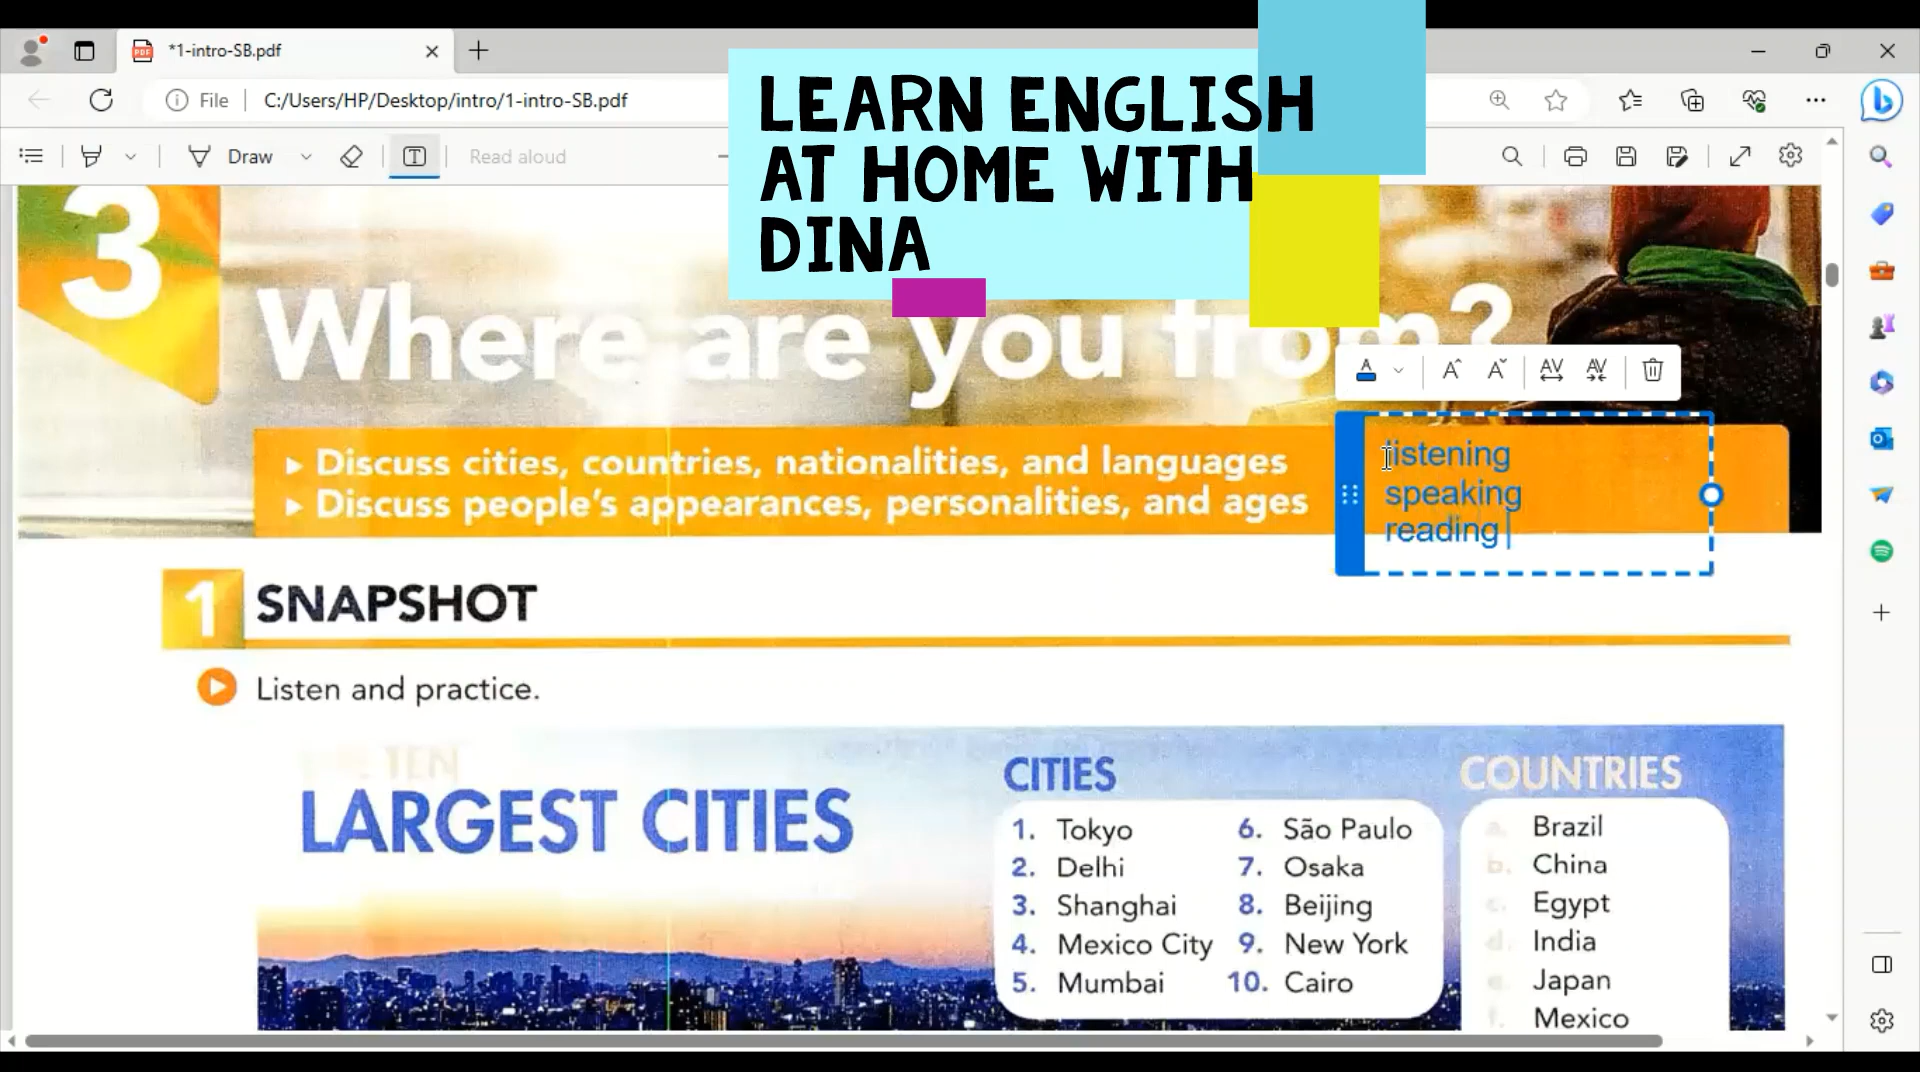 *1-intro-SB.pdf
File
C:/Users/HP/Desktop/intro/1-intro-SB.pdf
LEARN ENGLISH
AT HOME WITH
DINA
Draw
Read aloud
3
Where are you from?
▸ Discuss cities, countries, nationalities, and languages
▸ Discuss people's appearances, personalities, and ages
listening
speaking
reading
1 SNAPSHOT
Listen and practice.
TEN
LARGEST CITIES
CITIES
1. Tokyo
2. Delhi
3. Shanghai
4. Mexico City
5. Mumbai
6. São Paulo
7. Osaka
8. Beijing
9. New York
10. Cairo
COUNTRIES
a. Brazil
b. China
c. Egypt
d. India
e. Japan
f. Mexico